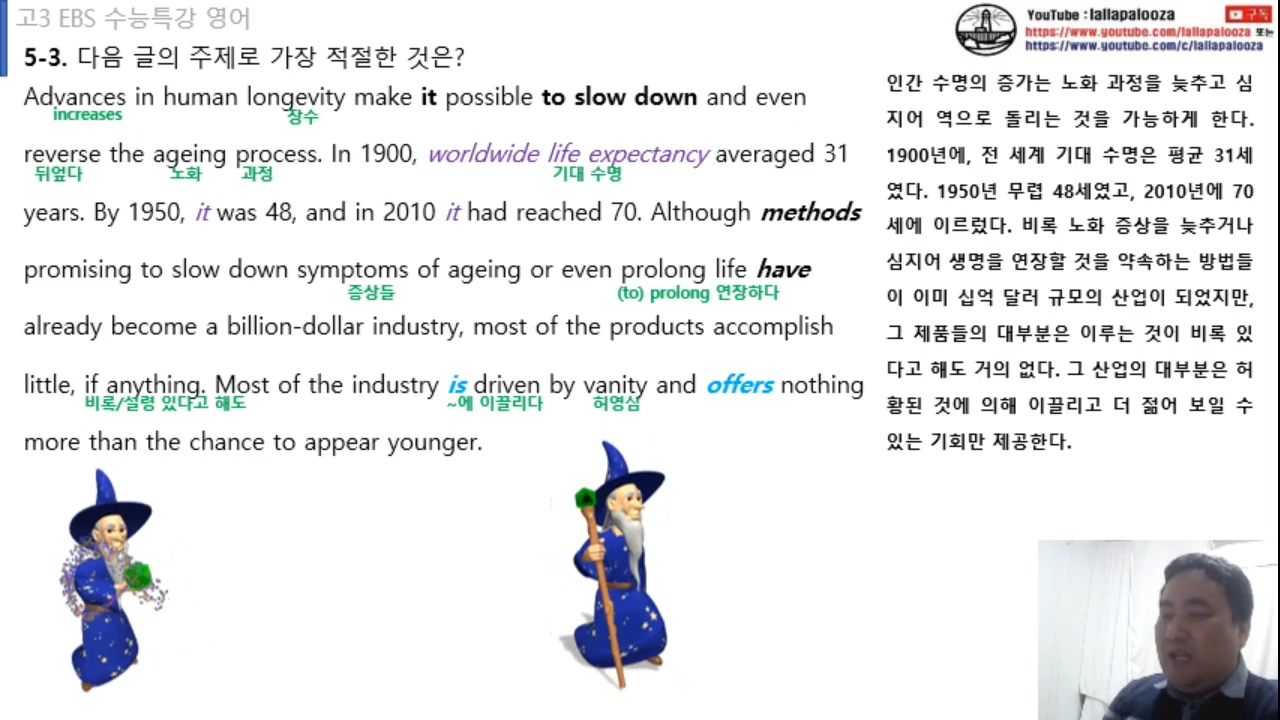 고3 EBS 수능특강 영어
YouTube : lallapalooza
구독
https://www.youtube.com/lallapalooza 또는
https://www.youtube.com/c/lallapalooza
5-3. 다음 글의 주제로 가장 적절한 것은?
Advances in human longevity make it possible to slow down and even
increases 장수
reverse the ageing process. In 1900, worldwide life expectancy averaged 31
뒤엎다 노화 과정 기대 수명
years. By 1950, it was 48, and in 2010 it had reached 70. Although methods
promising to slow down symptoms of ageing or even prolong life have
증상들 (to) prolong 연장하다
already become a billion-dollar industry, most of the products accomplish
little, if anything. Most of the industry is driven by vanity and offers nothing
비록/설령 있다고 해도 ~에 이끌리다 허영심
more than the chance to appear younger.
인간 수명의 증가는 노화 과정을 늦추고 심
지어 역으로 돌리는 것을 가능하게 한다.
1900년에, 전 세계 기대 수명은 평균 31세
였다. 1950년 무렵 48세였고, 2010년에 70
세에 이르렀다. 비록 노화 증상을 늦추거나
심지어 생명을 연장할 것을 약속하는 방법들
이 이미 십억 달러 규모의 산업이 되었지만,
그 제품들의 대부분은 이루는 것이 비록 있
다고 해도 거의 없다. 그 산업의 대부분은 허
황된 것에 의해 이끌리고 더 젊어 보일 수
있는 기회만 제공한다.